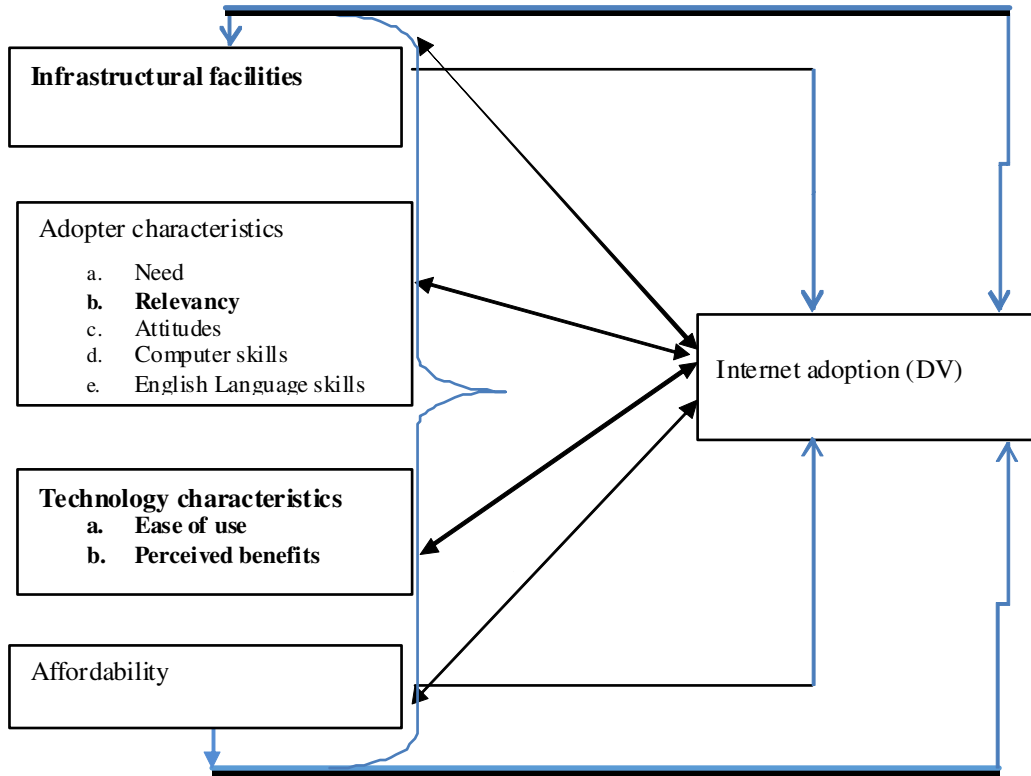 Infrastructural facilities
Adopter characteristics
a. Need
b. Relevancy
c. Attitudes
d. Computer skills
e. English Language skills
Internet adoption (DV)
Technology characteristics
a. Ease of use
b. Perceived benefits
Affordability